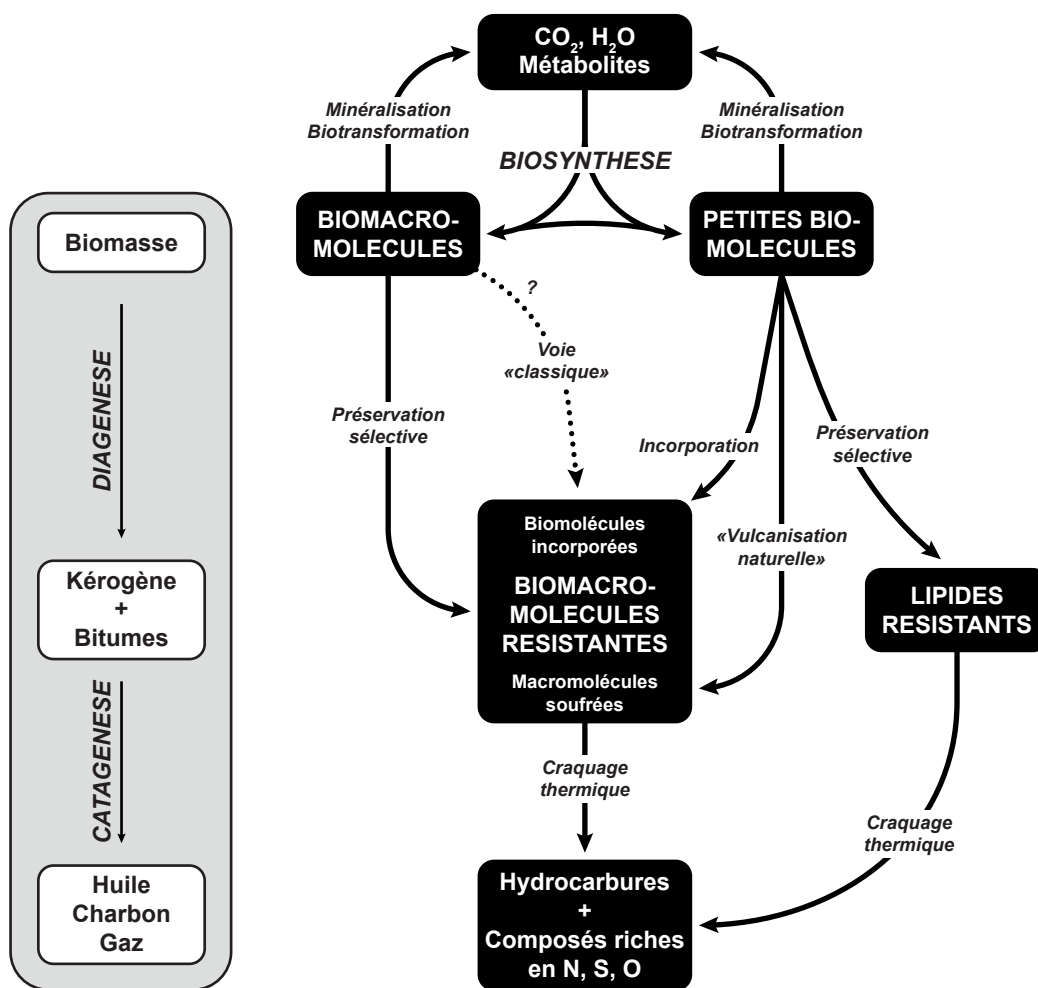 CO₂, H₂O
Métabolites
Minéralisation
Biotransformation
Minéralisation
Biotransformation
BIOSYNTHESE
BIOMACRO-
MOLECULES
PETITES BIO-
MOLECULES
Biomasse
?
Voie
«classique»
DIAGENESE
Préservation
sélective
Incorporation
Préservation
sélective
Biomolécules
incorporées
«Vulcanisation
naturelle»
BIOMACRO-
MOLECULES
RESISTANTES
Macromolécules
soufrées
LIPIDES
RESISTANTS
Kérogène
+
Bitumes
CATAGENESE
Craquage
thermique
Craquage
thermique
Huile
Charbon
Gaz
Hydrocarbures
+
Composés riches
en N, S, O